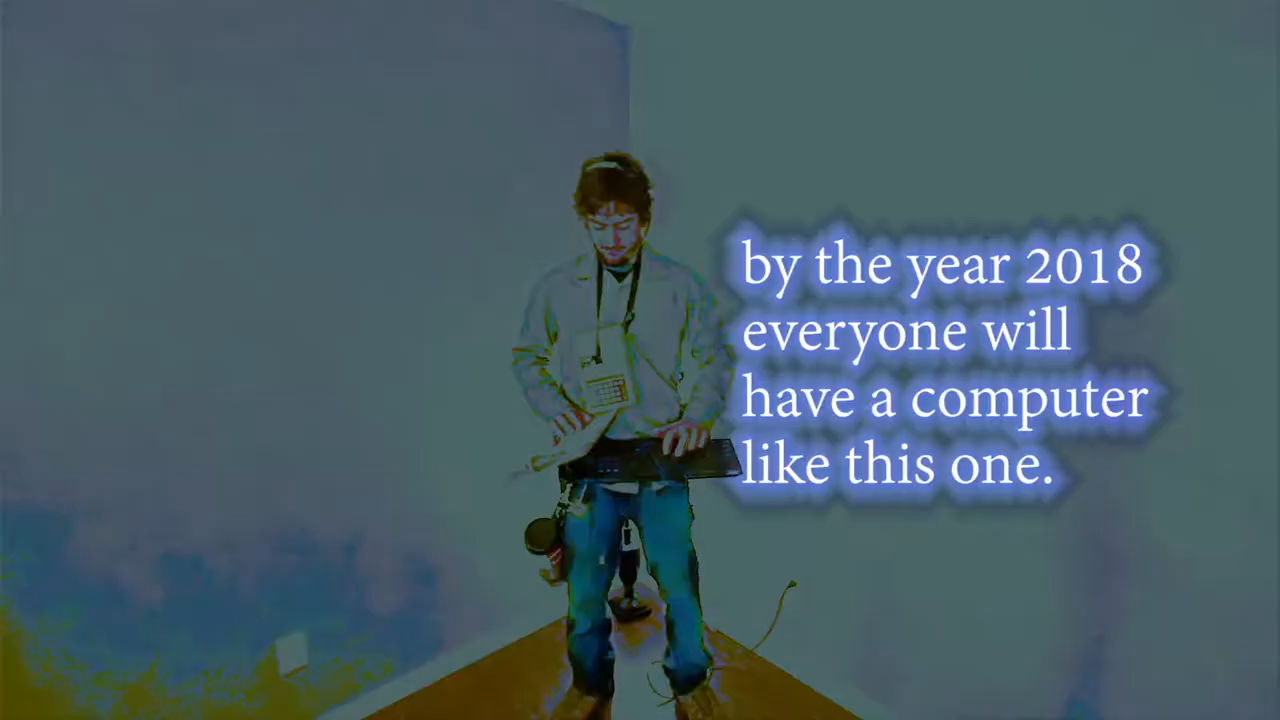 by the year 2018
everyone will
have a computer
like this one.